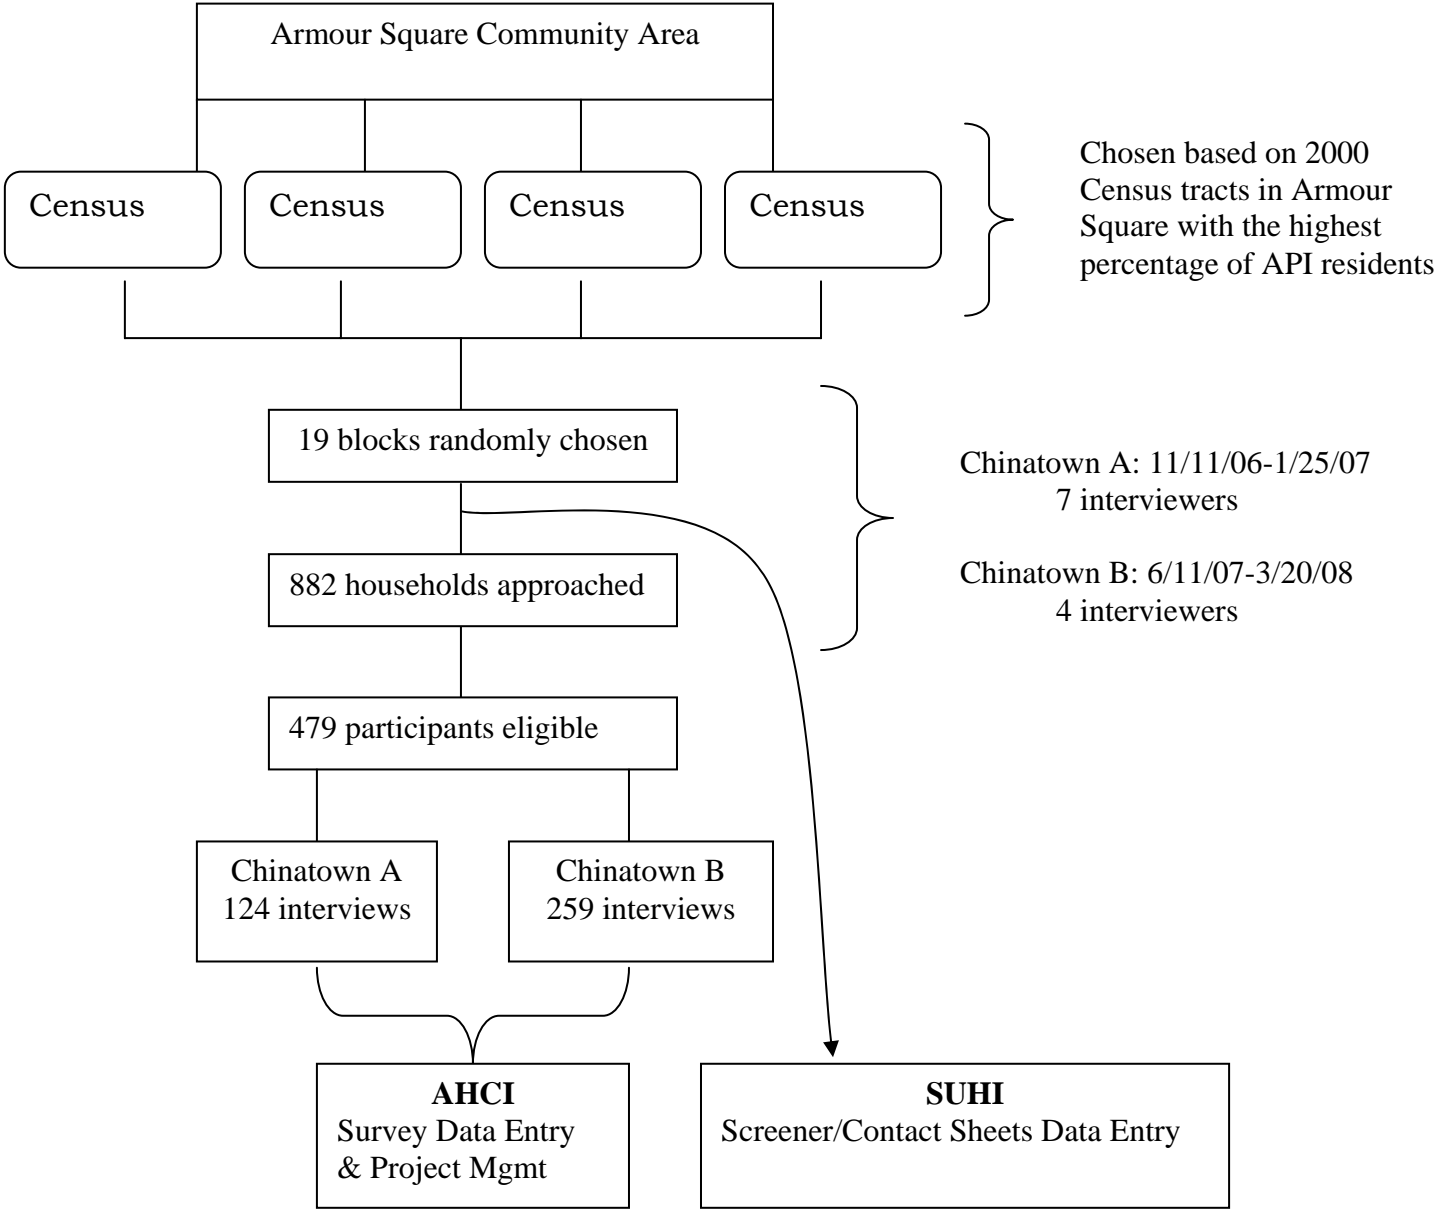 Armour Square Community Area
Census
Census
Census
Census
Chosen based on 2000
Census tracts in Armour
Square with the highest
percentage of API residents
19 blocks randomly chosen
882 households approached
Chinatown A: 11/11/06-1/25/07
7 interviewers
Chinatown B: 6/11/07-3/20/08
4 interviewers
479 participants eligible
Chinatown A
124 interviews
Chinatown B
259 interviews
AHCI
Survey Data Entry
& Project Mgmt
SUHI
Screener/Contact Sheets Data Entry